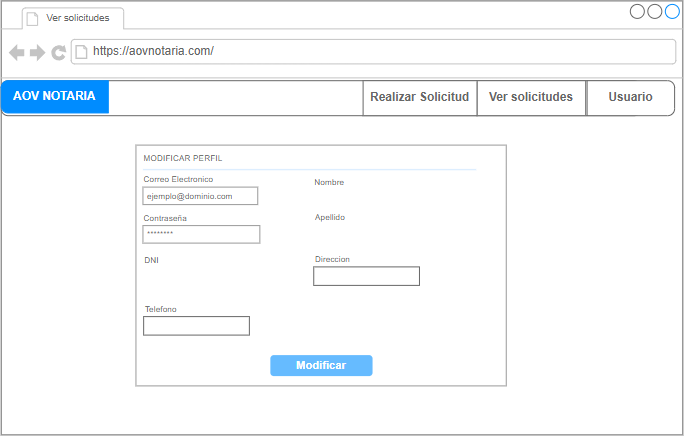 Ver solicitudes
https://aovnotaria.com/
AOV NOTARIA
Realizar Solicitud
Ver solicitudes
Usuario
MODIFICAR PERFIL
Correo Electronico
Nombre
ejemplo@dominio.com
Contraseña
Apellido
********
DNI
Direccion
Telefono
Modificar